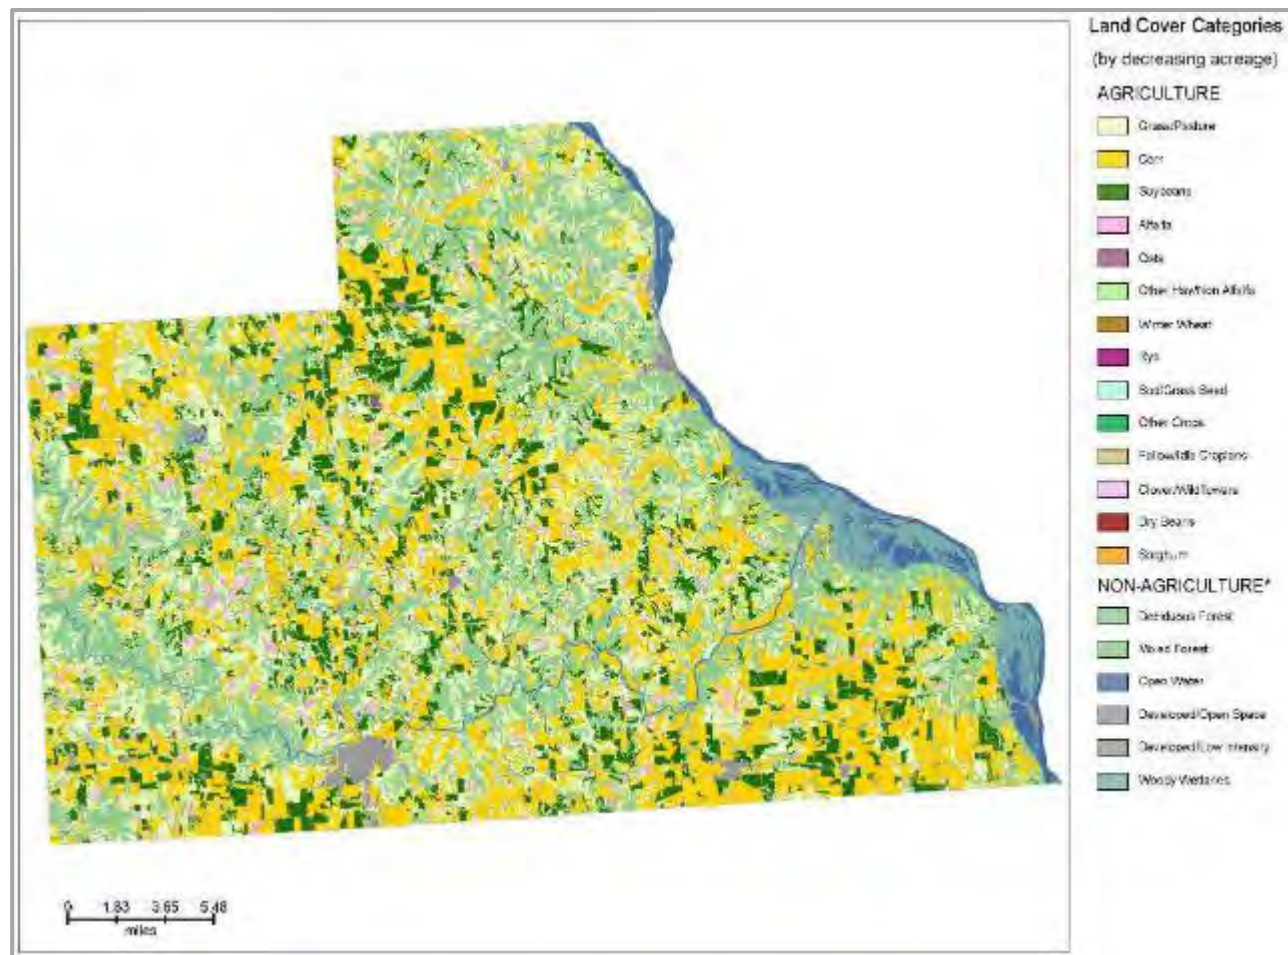 Land Cover Categories
(by decreasing acreage)
AGRICULTURE
Grass/Pasture
Corn
Soybeans
Alfalfa
Oats
Other Hay/Non Alfalfa
Winter Wheat
Rye
Sod/Grass Seed
Other Crops
Fallow/Idle Cropland
Clover/Wildflowers
Dry Beans
Sorghum
NON-AGRICULTURE*
Deciduous Forest
Mixed Forest
Open Water
Developed/Open Space
Developed/Low Intensity
Woody Wetlands
0 1.83 3.65 5.48
miles